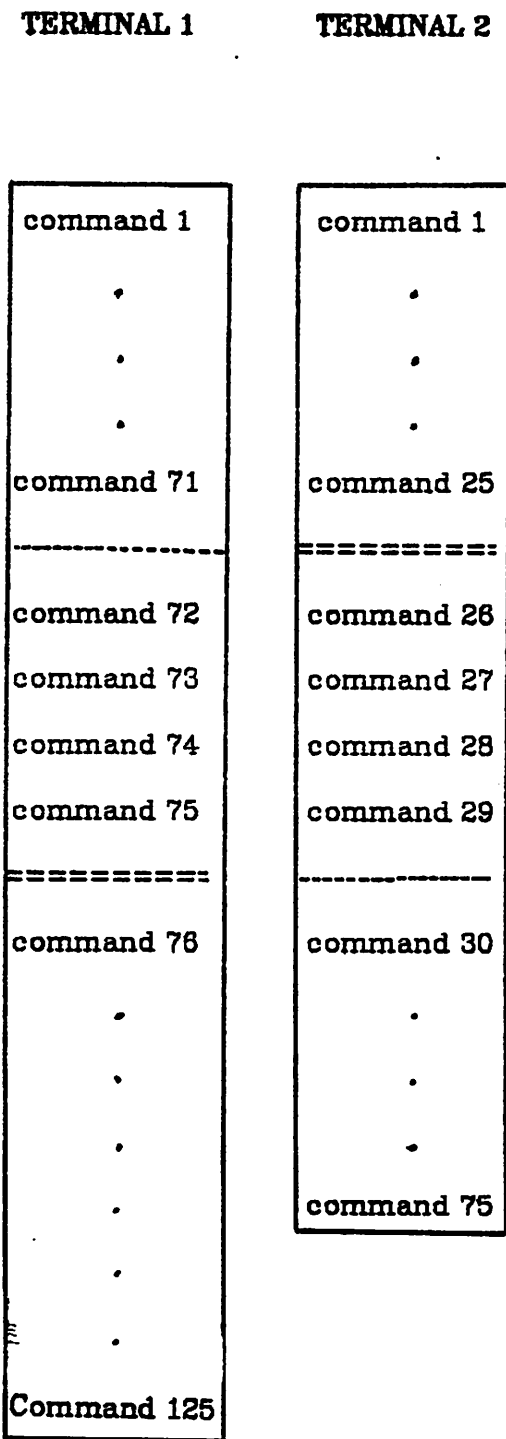 TERMINAL 1
command 1
command 71
command 72
command 73
command 74
command 75
command 76
Command 125
TERMINAL 2
command 1
command 25
command 26
command 27
command 28
command 29
command 30
command 75